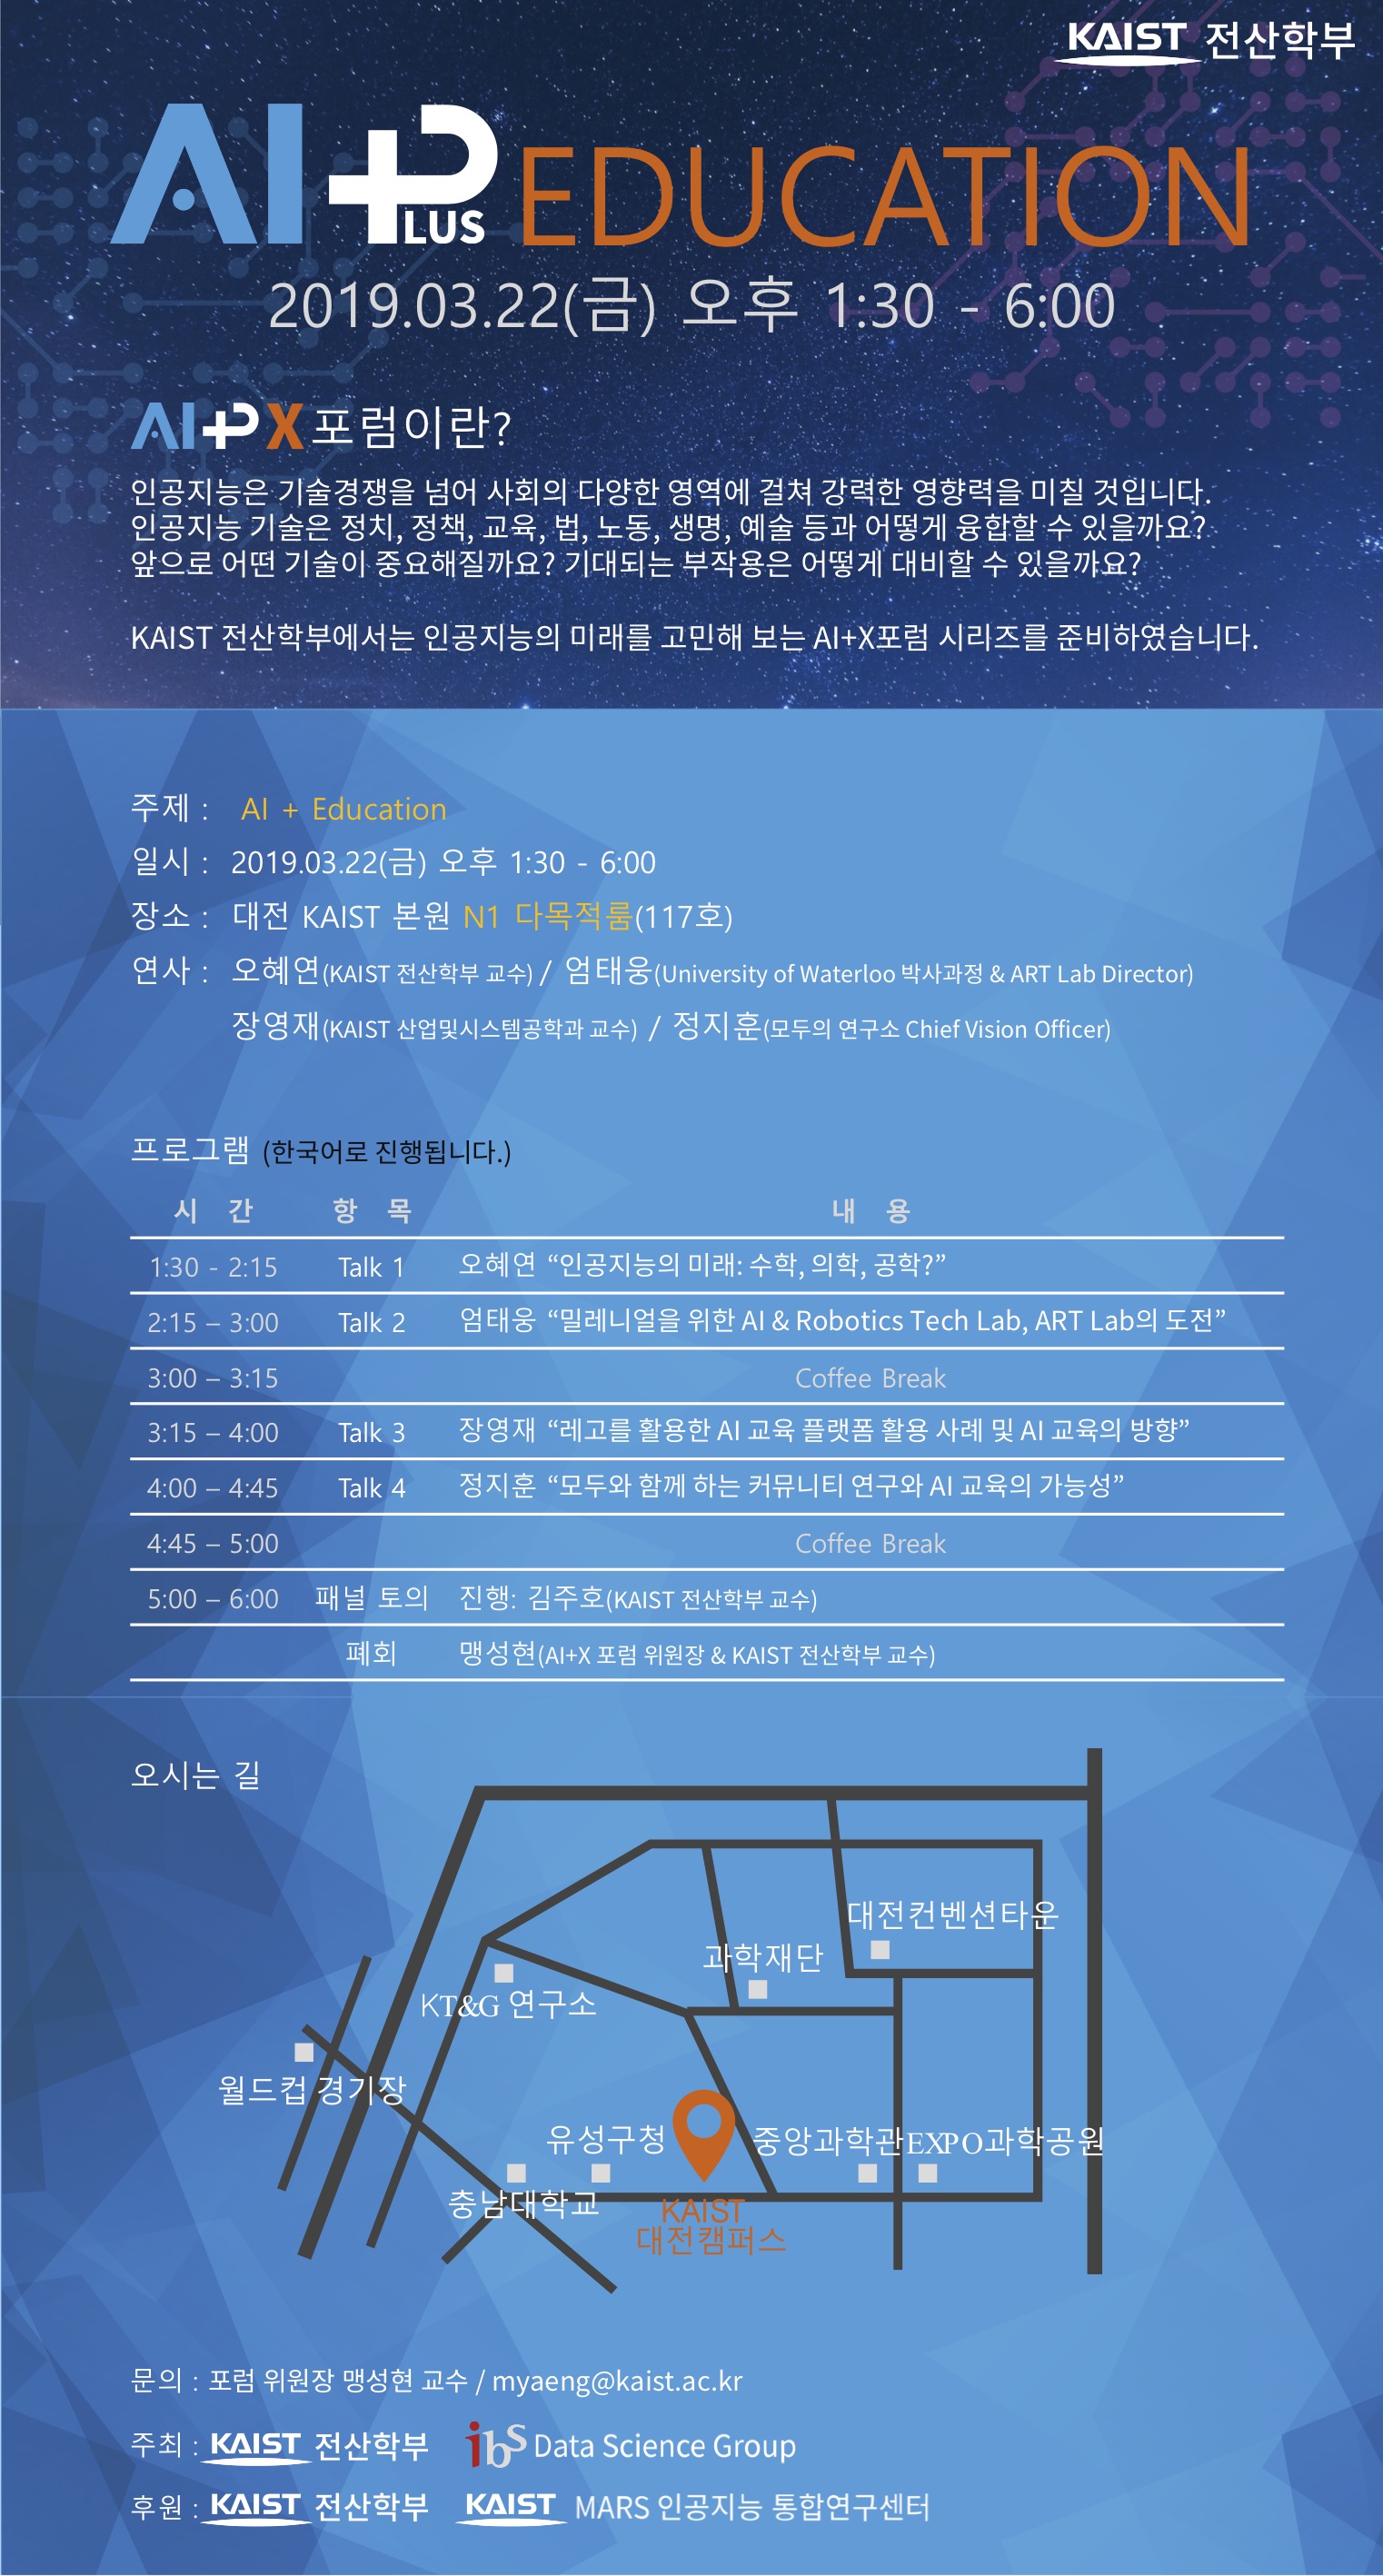 KAIST 전산학부
AI+PLUS EDUCATION
2019.03.22(금) 오후 1:30 - 6:00
AI+P X 포럼이란?
인공지능은 기술경쟁을 넘어 사회의 다양한 영역에 걸쳐 강력한 영향력을 미칠 것입니다.
인공지능 기술은 정치, 정책, 교육, 법, 노동, 생명, 예술 등과 어떻게 융합할 수 있을까요?
앞으로 어떤 기술이 중요해질까요? 기대되는 부작용은 어떻게 대비할 수 있을까요?
KAIST 전산학부에서는 인공지능의 미래를 고민해 보는 AI+X포럼 시리즈를 준비하였습니다.
주제 : AI + Education
일시 : 2019.03.22(금) 오후 1:30 - 6:00
장소 : 대전 KAIST 본원 N1 다목적룸(117호)
연사 : 오혜연(KAIST 전산학부 교수) / 엄태웅(University of Waterloo 박사과정 & ART Lab Director)
장영재(KAIST 산업및시스템공학과 교수) / 정지훈(모두의 연구소 Chief Vision Officer)
프로그램 (한국어로 진행됩니다.)
시 간 항 목 내 용
1:30 - 2:15 Talk 1 오혜연 “인공지능의 미래: 수학, 의학, 공학?”
2:15 – 3:00 Talk 2 엄태웅 “밀레니얼을 위한 AI & Robotics Tech Lab, ART Lab의 도전”
3:00 – 3:15 Coffee Break
3:15 – 4:00 Talk 3 장영재 “레고를 활용한 AI 교육 플랫폼 활용 사례 및 AI 교육의 방향”
4:00 – 4:45 Talk 4 정지훈 “모두와 함께 하는 커뮤니티 연구와 AI 교육의 가능성”
4:45 – 5:00 Coffee Break
5:00 – 6:00 패널 토의 진행: 김주호(KAIST 전산학부 교수)
폐회 맹성현(AI+X 포럼 위원장 & KAIST 전산학부 교수)
오시는 길
대전컨벤션타운
과학재단
KT&G 연구소
월드컵 경기장
유성구청
중앙과학관 EXPO과학공원
충남대학교
KAIST
대전캠퍼스
문의 : 포럼 위원장 맹성현 교수 / myaeng@kaist.ac.kr
주최 : KAIST 전산학부 ibs Data Science Group
후원 : KAIST 전산학부 KAIST MARS 인공지능 통합연구센터